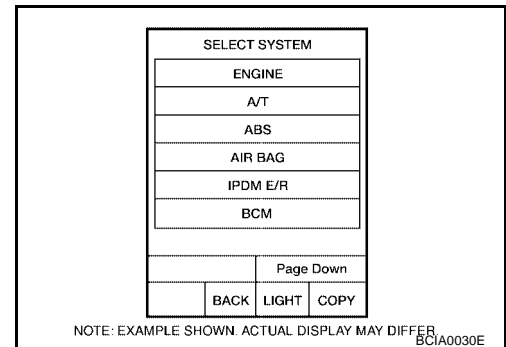 SELECT SYSTEM
ENGINE
A/T
ABS
AIR BAG
IPDM E/R
BCM
Page Down
BACK LIGHT COPY
NOTE: EXAMPLE SHOWN. ACTUAL DISPLAY MAY DIFFER.
BCIA0030E